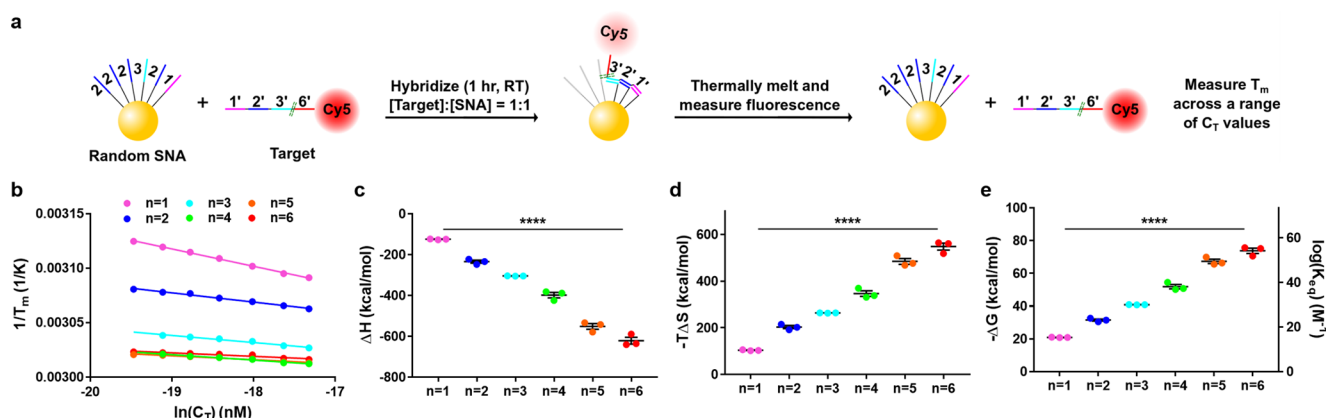 a
2 2 2 3 2 1
+
1' 2' 3' 6' Cy5
Random SNA
Target
Hybridize (1 hr, RT)
[Target]:[SNA] = 1:1
Cy5
3' 2' 1'
Thermally melt and
measure fluorescence
2 2 2 3 2 1
+
1' 2' 3' 6' Cy5
Measure Tm
across a range
of CT values
b
n=1 n=3 n=5
n=2 n=4 n=6
0.00315
0.00310
0.00305
0.00300
1/Tm (1/K)
-20 -19 -18 -17
ln(CT) (nM)
c
****
0
-200
-400
-600
-800
ΔH (kcal/mol)
n=1 n=2 n=3 n=4 n=5 n=6
d
****
600
400
200
0
-TΔS (kcal/mol)
n=1 n=2 n=3 n=4 n=5 n=6
e
****
100
80
60
40
20
0
-ΔG (kcal/mol)
60
40
20
0
log(Keq) (M-1)
n=1 n=2 n=3 n=4 n=5 n=6